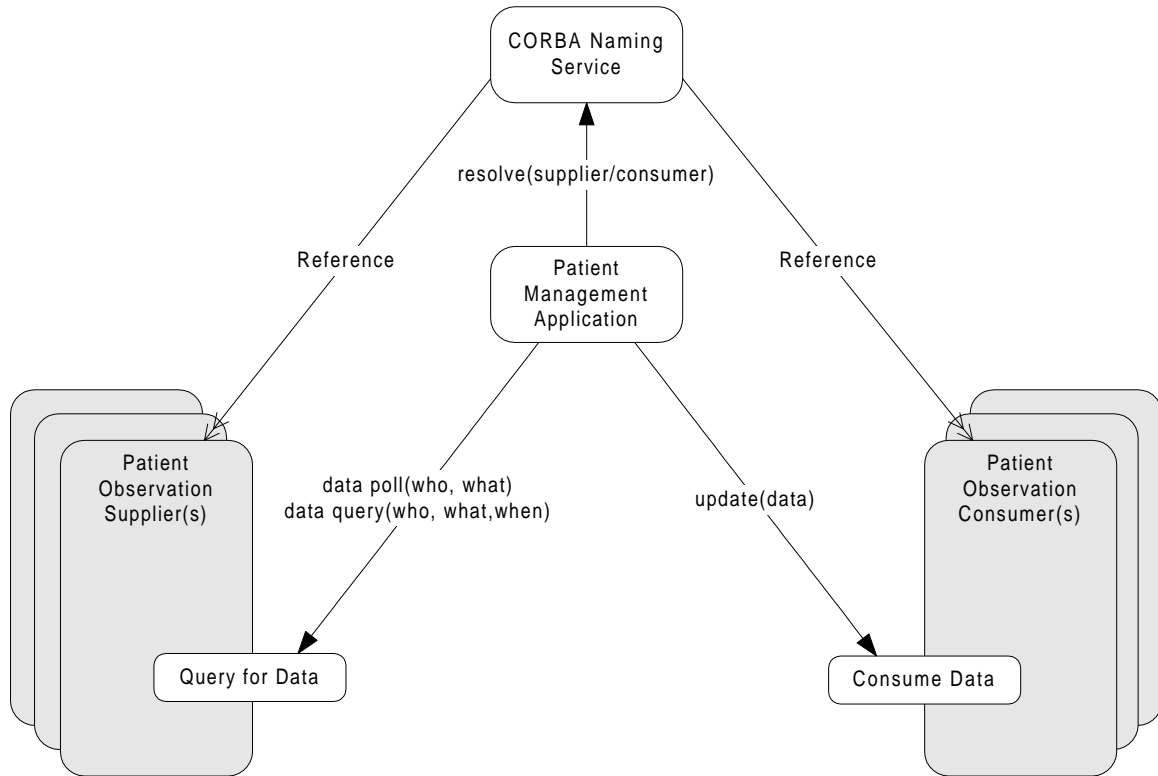 CORBA Naming
Service
resolve(supplier/consumer)
Reference
Patient
Management
Application
Reference
Patient
Observation
Supplier(s)
data poll(who, what)
data query(who, what,when)
update(data)
Patient
Observation
Consumer(s)
Query for Data
Consume Data